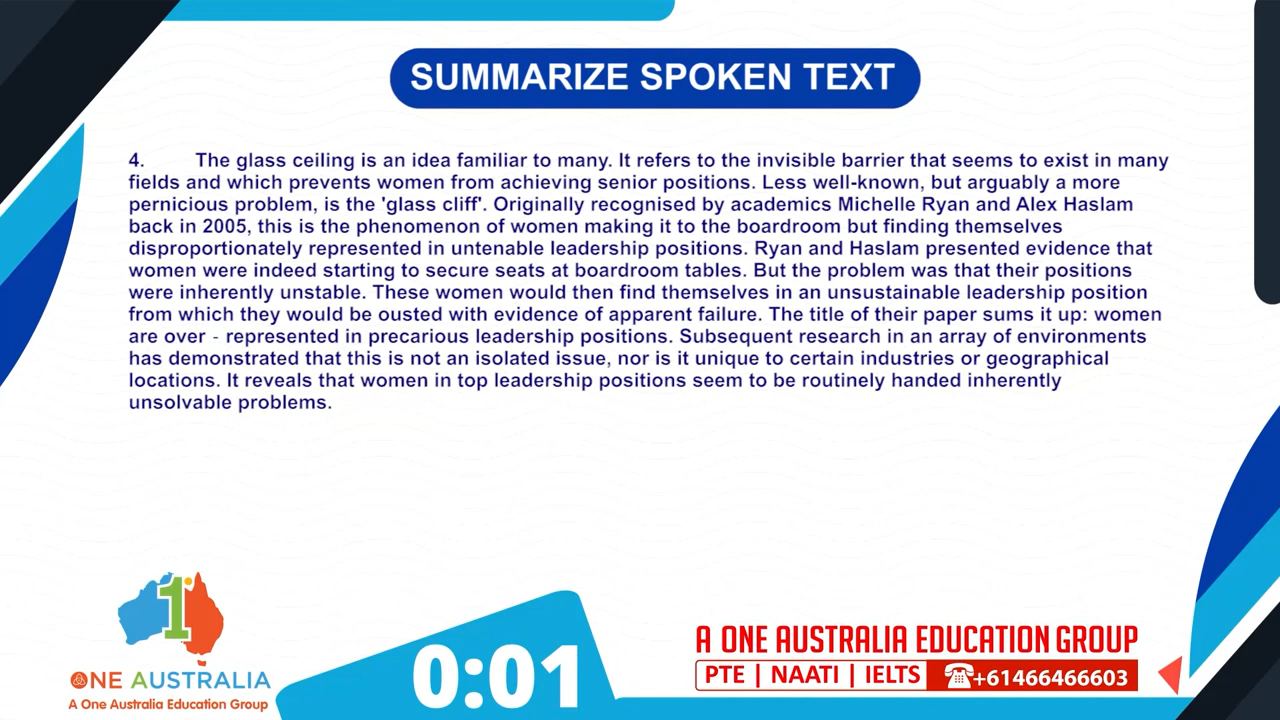 SUMMARIZE SPOKEN TEXT
4. The glass ceiling is an idea familiar to many. It refers to the invisible barrier that seems to exist in many
fields and which prevents women from achieving senior positions. Less well-known, but arguably a more
pernicious problem, is the 'glass cliff'. Originally recognised by academics Michelle Ryan and Alex Haslam
back in 2005, this is the phenomenon of women making it to the boardroom but finding themselves
disproportionately represented in untenable leadership positions. Ryan and Haslam presented evidence that
women were indeed starting to secure seats at boardroom tables. But the problem was that their positions
were inherently unstable. These women would then find themselves in an unsustainable leadership position
from which they would be ousted with evidence of apparent failure. The title of their paper sums it up: women
are over - represented in precarious leadership positions. Subsequent research in an array of environments
has demonstrated that this is not an isolated issue, nor is it unique to certain industries or geographical
locations. It reveals that women in top leadership positions seem to be routinely handed inherently
unsolvable problems.
1
ONE AUSTRALIA
A One Australia Education Group
0:01
A ONE AUSTRALIA EDUCATION GROUP
PTE | NAATI | IELTS +61466466603